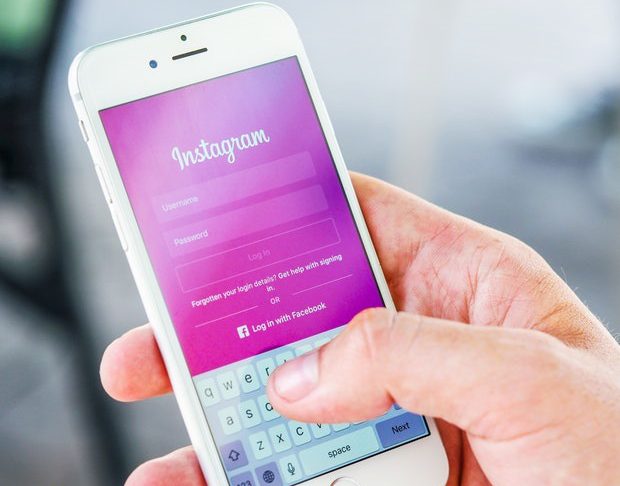 Instagram
Username
Password
Log In
Forgotten your login details? Get help with signing
in.
OR
f Log in with Facebook
q w e r
a s d
z x c v
123 space Next